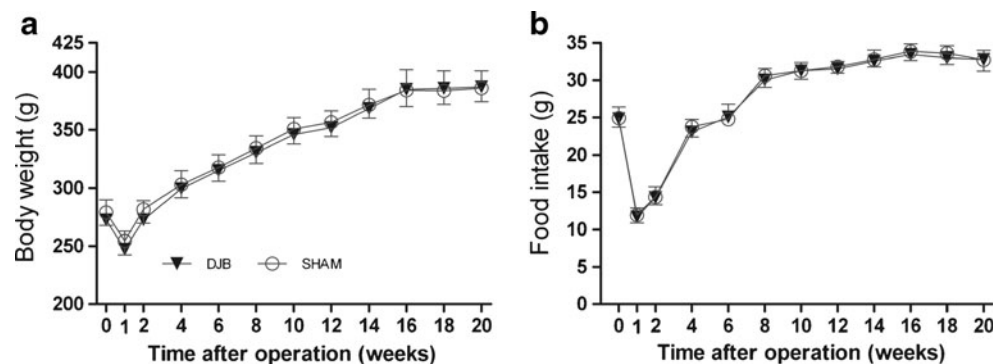 a
Body weight (g)
425
400
350
300
250
200
DJB
SHAM
0 1 2 4 6 8 10 12 14 16 18 20
Time after operation (weeks)
b
Food intake (g)
35
30
25
20
15
10
5
0
0 1 2 4 6 8 10 12 14 16 18 20
Time after operation (weeks)